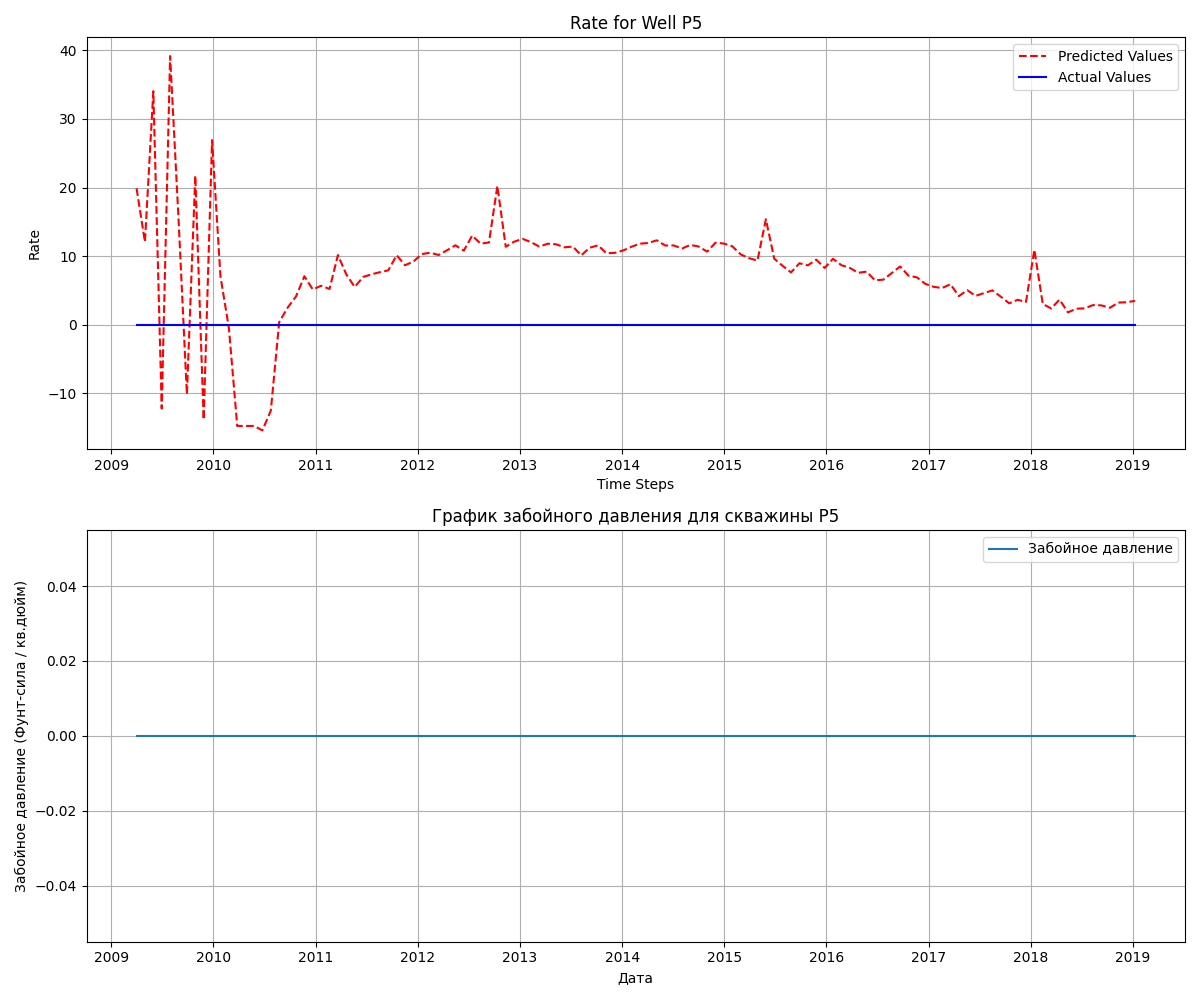 Rate for Well P5
Predicted Values
Actual Values
40
30
20
10
0
−10
Rate
2009 2010 2011 2012 2013 2014 2015 2016 2017 2018 2019
Time Steps
График забойного давления для скважины P5
Забойное давление
0.04
0.02
0.00
−0.02
−0.04
Забойное давление (Фунт-сила / кв.дюйм)
2009 2010 2011 2012 2013 2014 2015 2016 2017 2018 2019
Дата